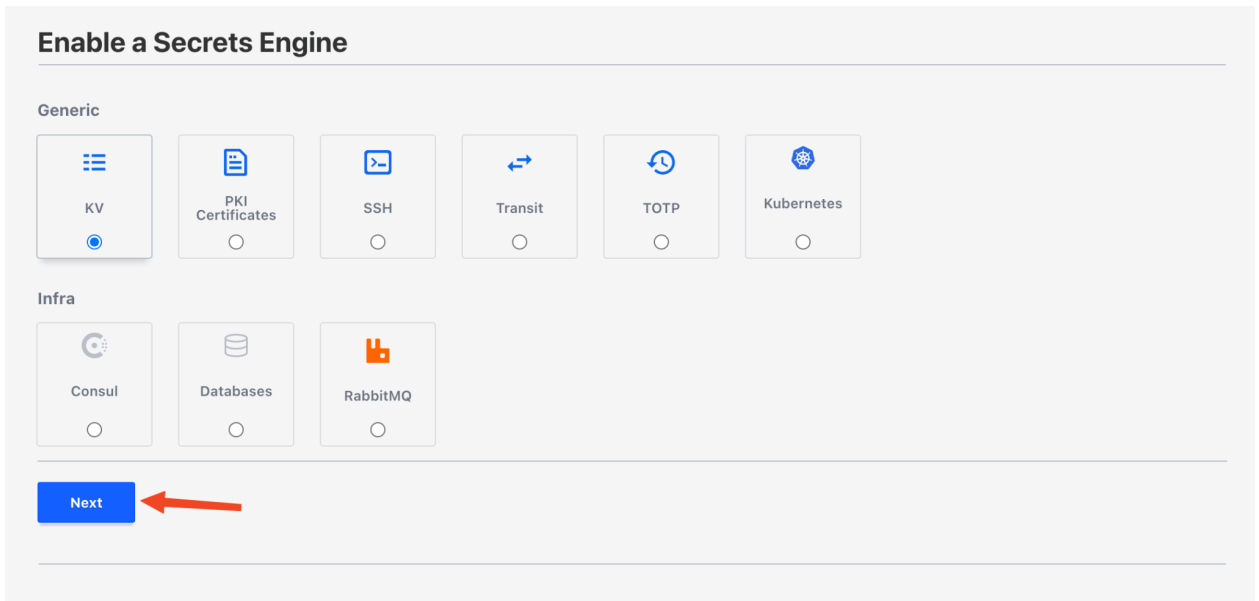 Enable a Secrets Engine
Generic
KV
PKI
Certificates
SSH
Transit
TOTP
Kubernetes
Infra
Consul
Databases
RabbitMQ
Next